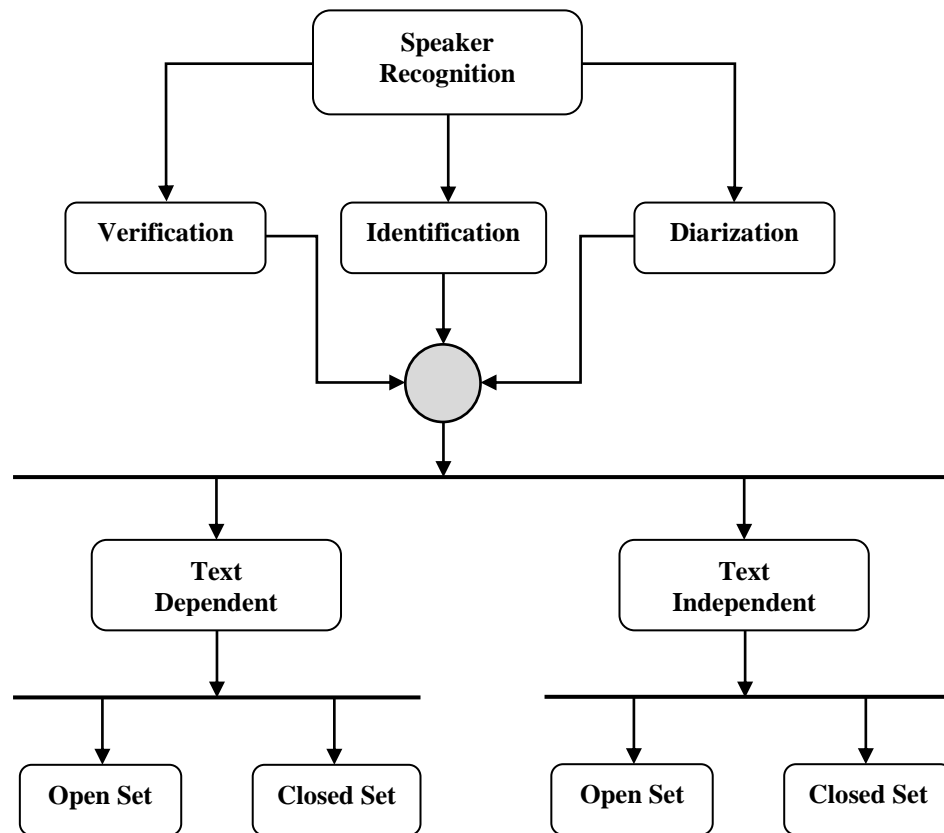 Speaker
Recognition
Verification
Identification
Diarization
Text
Dependent
Text
Independent
Open Set
Closed Set
Open Set
Closed Set